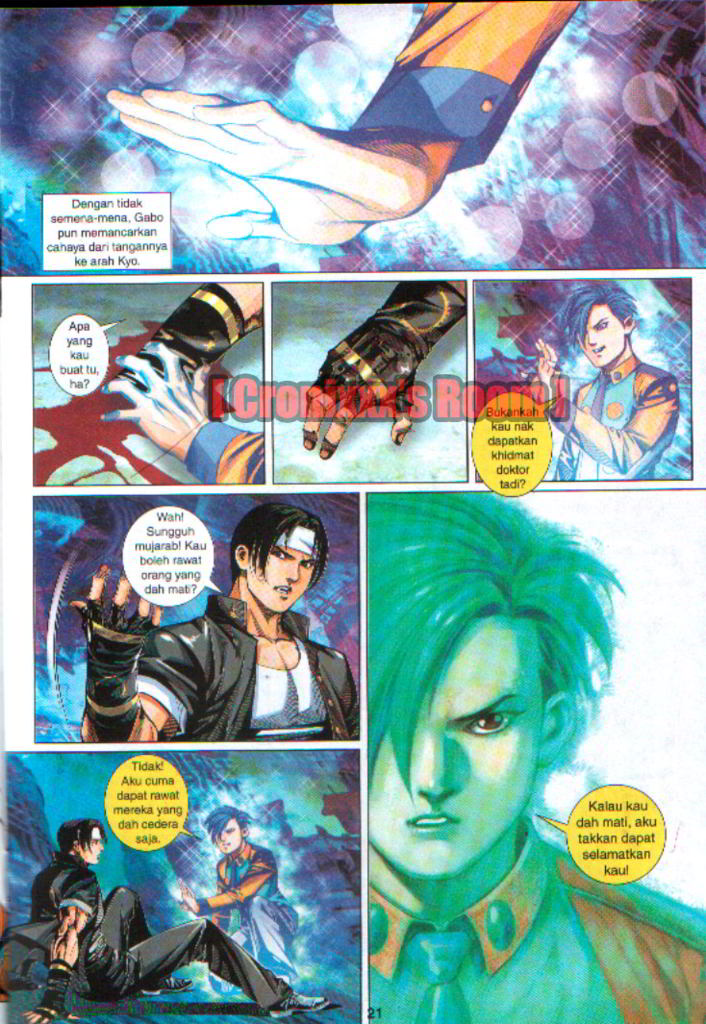 Dengan tidak
semena-mena, Gabo
pun memancarkan
cahaya dari tangannya
ke arah Kyo.
Apa
yang
kau
buat tu,
ha?
[Cronixxx's Room]
Bukankah
kau nak
dapatkan
khidmat
doktor
tadi?
Wah!
Sungguh
mujarab! Kau
boleh rawat
orang yang
dah mati?
Tidak!
Aku cuma
dapat rawat
mereka yang
dah cedera
saja.
Kalau kau
dah mati, aku
takkan dapat
selamatkan
kau!
21